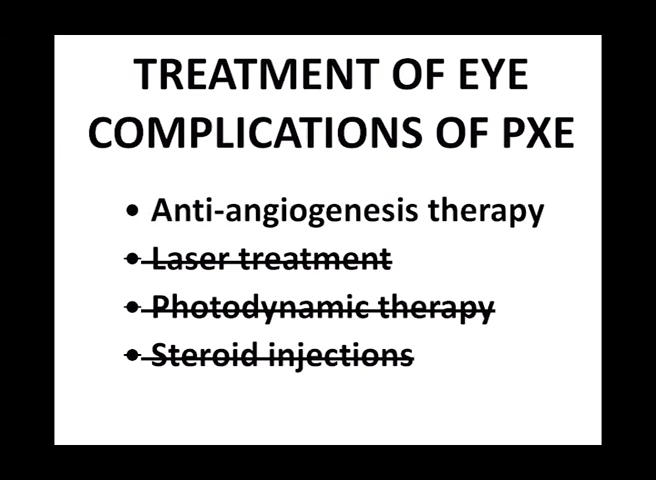 TREATMENT OF EYE
COMPLICATIONS OF PXE
• Anti-angiogenesis therapy
• Laser treatment
• Photodynamic therapy
• Steroid injections